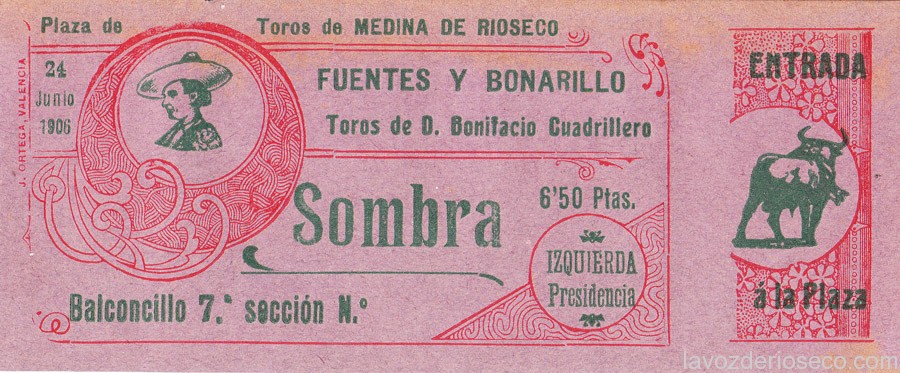 Plaza de Toros de MEDINA DE RIOSECO
24
Junio
1906
FUENTES Y BONARILLO
Toros de D. Bonifacio Cuadrillero
Sombra
6'50 Ptas.
IZQUIERDA
Presidencia
Balconcillo 7.ª sección N.º
J. ORTEGA, VALENCIA
ENTRADA
á la Plaza
lavozderioseco.com